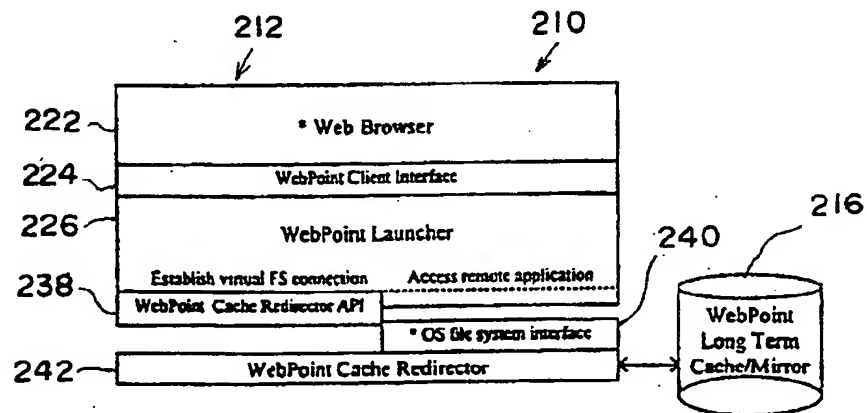 212
210
222
* Web Browser
224
WebPoint Client Interface
226
WebPoint Launcher
216
Establish virtual FS connection
Access remote application
240
238
WebPoint Cache Redirector API
* OS file system interface
WebPoint
Long Term
Cache/Mirror
242
WebPoint Cache Redirector